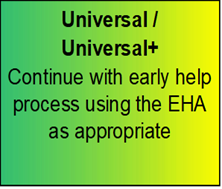 Universal /
Universal+
Continue with early help
process using the EHA
as appropriate